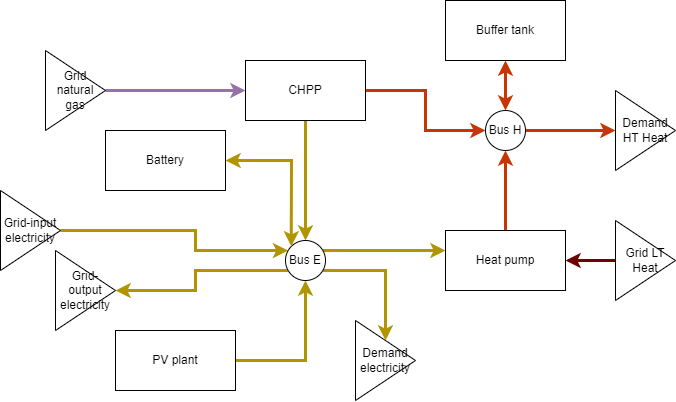 Buffer tank
Grid
natural
gas
CHPP
Bus H
Demand
HT Heat
Battery
Grid-input
electricity
Bus E
Heat pump
Grid LT
Heat
Grid-
output
electricity
PV plant
Demand
electricity